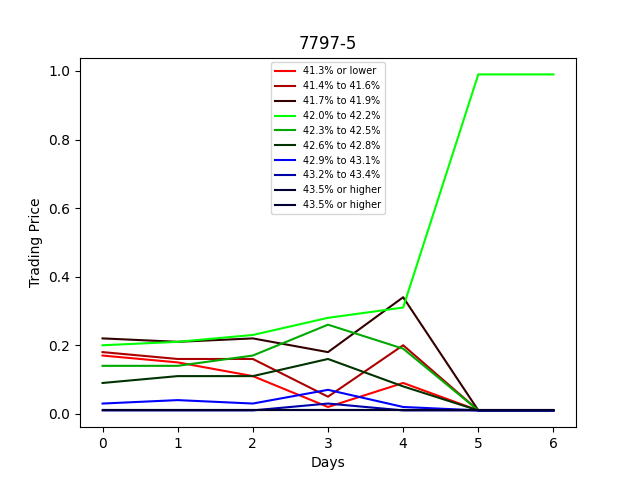 7797-5
41.3% or lower
41.4% to 41.6%
41.7% to 41.9%
42.0% to 42.2%
42.3% to 42.5%
42.6% to 42.8%
42.9% to 43.1%
43.2% to 43.4%
43.5% or higher
43.5% or higher
1.0
0.8
0.6
0.4
0.2
0.0
Trading Price
0 1 2 3 4 5 6
Days